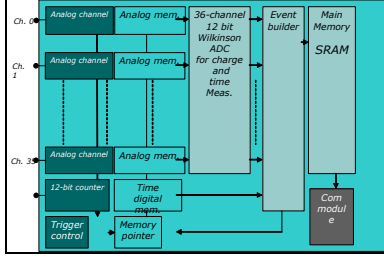 Ch. 0
Analog channel
Analog mem.
36-channel
12 bit
Wilkinson
ADC
for charge
and
time
Meas.
Event
builder
Main
Memory
SRAM
Ch.
1
Analog channel
Analog mem.
Ch. 35
Analog channel
Analog mem.
12-bit counter
Time
digital
mem.
Trigger
control
Memory
pointer
Com
modul
e